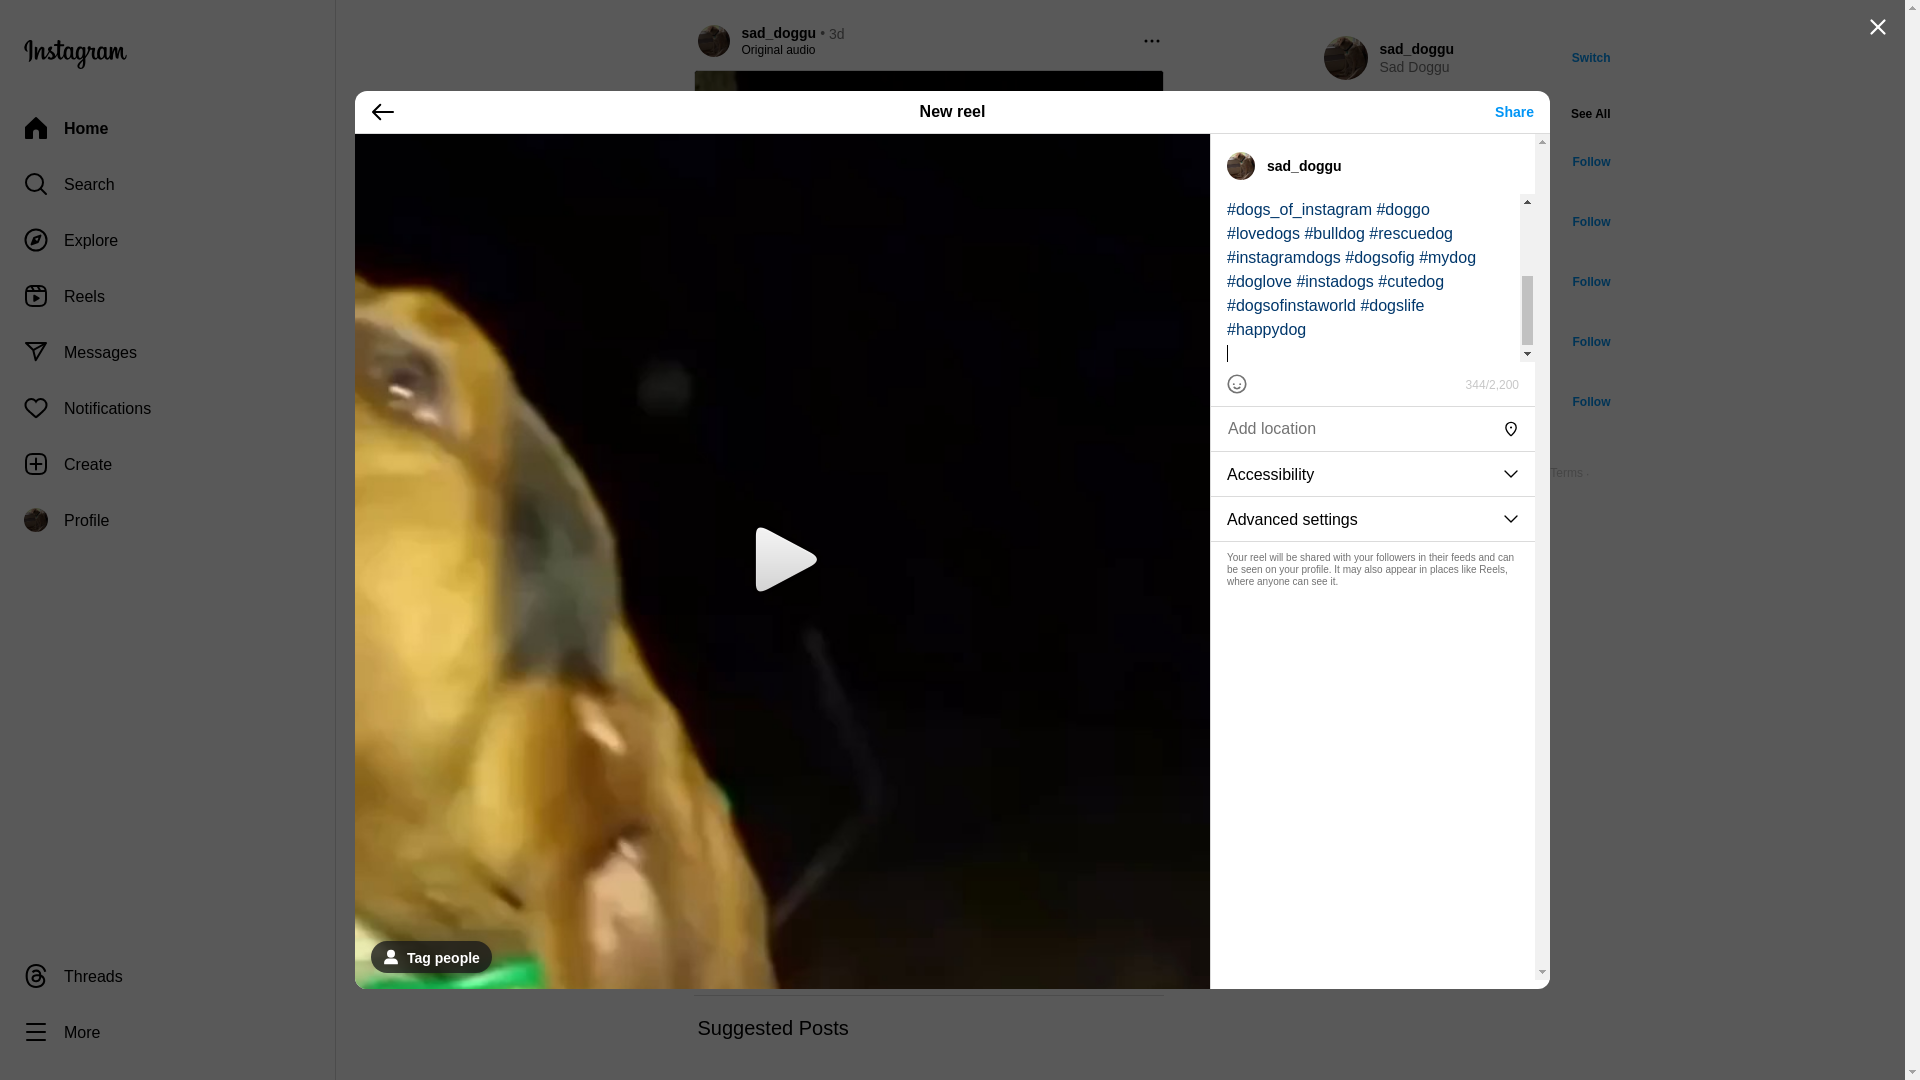 Instagram
Home
Search
Explore
Reels
Messages
Notifications
Create
Profile
Threads
More
sad_doggu • 3d
Original audio
sad_doggu
Sad Doggu
Switch
See All
Follow
Follow
Follow
Follow
Follow
Terms ·
New reel
Share
sad_doggu
#dogs_of_instagram #doggo
#lovedogs #bulldog #rescuedog
#instagramdogs #dogsofig #mydog
#doglove #instadogs #cutedog
#dogsofinstaworld #dogslife
#happydog
344/2,200
Add location
Accessibility
Advanced settings
Your reel will be shared with your followers in their feeds and can
be seen on your profile. It may also appear in places like Reels,
where anyone can see it.
Tag people
Suggested Posts